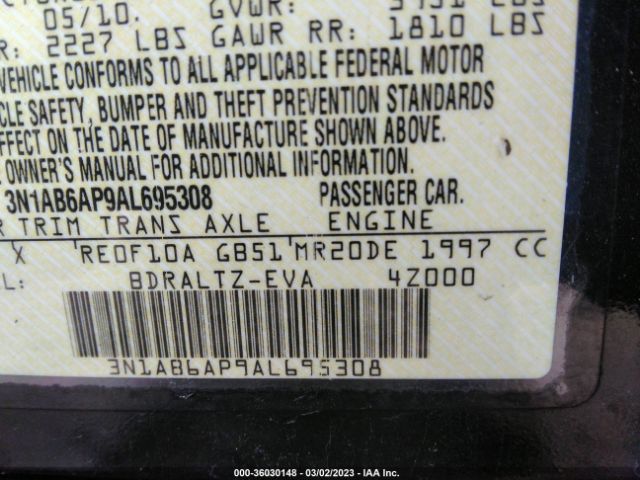 05/10. GVWR: LBS
2227 LBS GAWR RR: 1810 LBS
VEHICLE CONFORMS TO ALL APPLICABLE FEDERAL MOTOR
SAFETY, BUMPER AND THEFT PREVENTION STANDARDS
EFFECT ON THE DATE OF MANUFACTURE SHOWN ABOVE.
OWNER'S MANUAL FOR ADDITIONAL INFORMATION.
3N1AB6AP9AL695308 PASSENGER CAR.
TRIM TRANS AXLE ENGINE
X RE0F10A GB51 MR20DE 1997 CC
BDRALTZ-EVA 4Z000
3N1AB6AP9AL695308
000-36030148 - 03/02/2023 - IAA Inc.